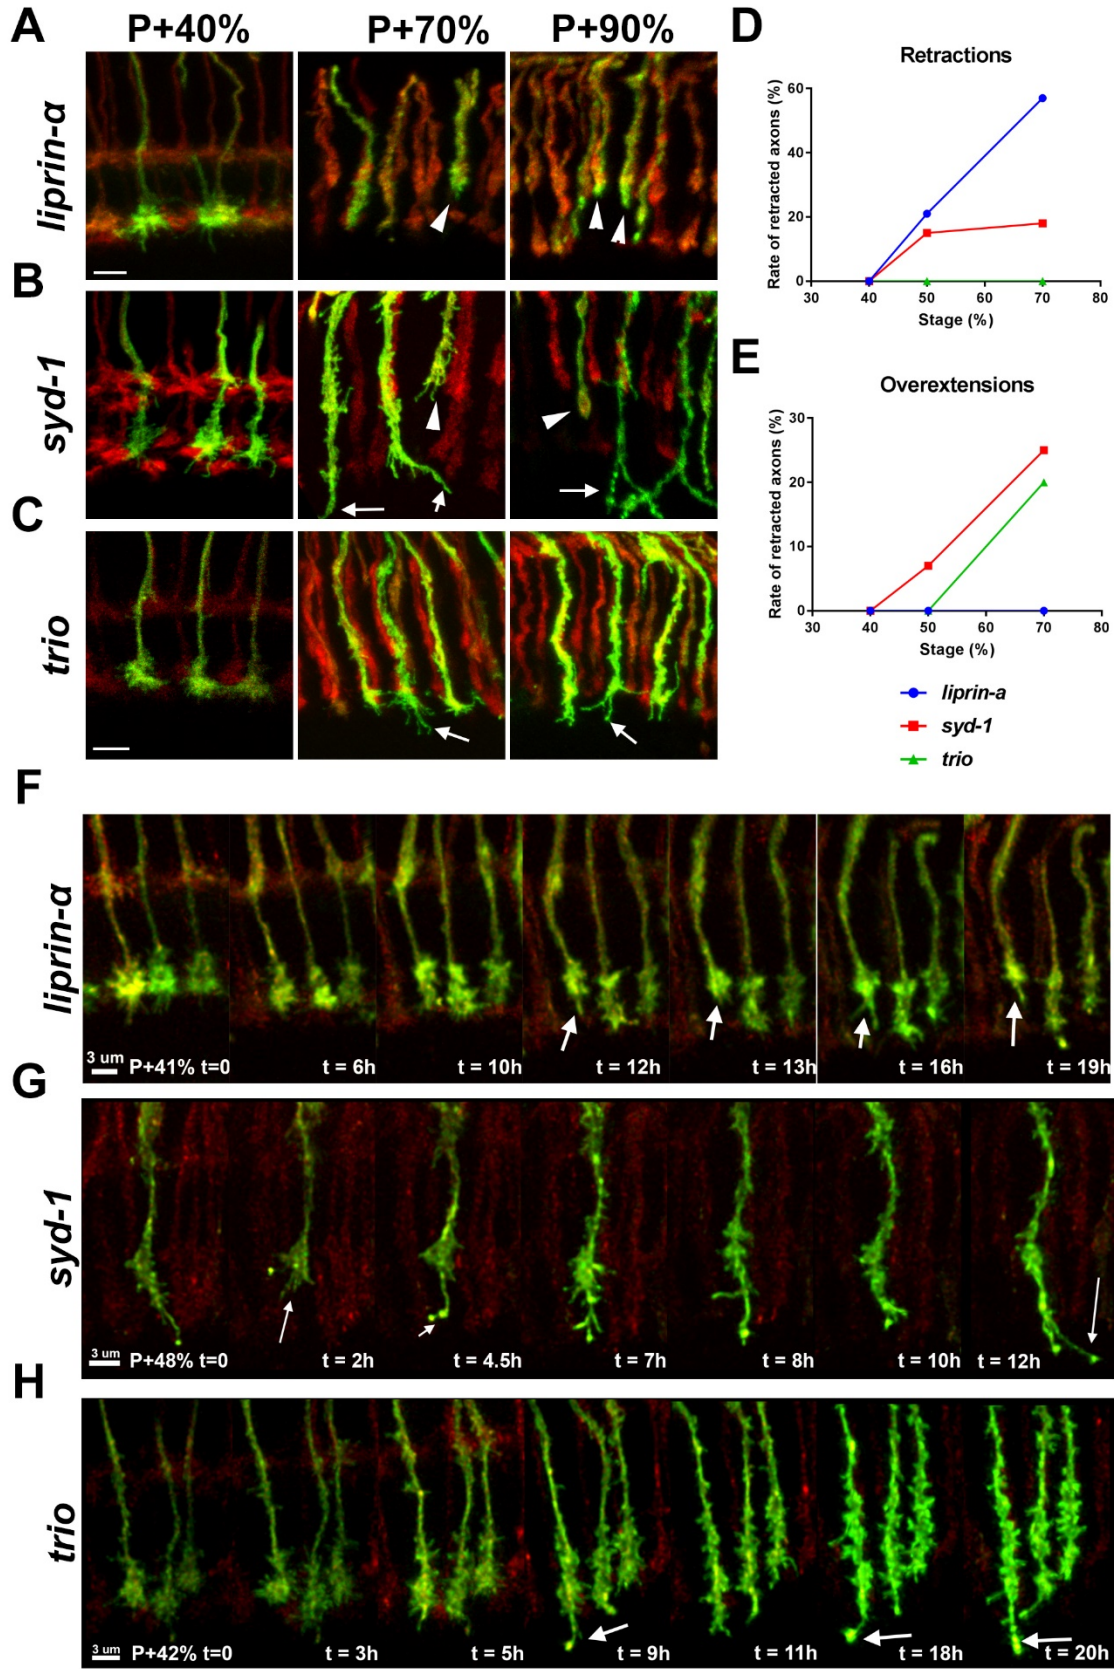 A
P+40%
P+70%
P+90%
liprin-α
B
syd-1
C
trio
D
Retractions
Rate of retracted axons (%)
60
40
20
0
30 40 50 60 70 80
Stage (%)
E
Overextensions
Rate of retracted axons (%)
30
20
10
0
30 40 50 60 70 80
Stage (%)
liprin-a
syd-1
trio
F
liprin-α
3 um
P+41% t=0
t = 6h
t = 10h
t = 12h
t = 13h
t = 16h
t = 19h
G
syd-1
3 um
P+48% t=0
t = 2h
t = 4.5h
t = 7h
t = 8h
t = 10h
t = 12h
H
trio
3 um
P+42% t=0
t = 3h
t = 5h
t = 9h
t = 11h
t = 18h
t = 20h